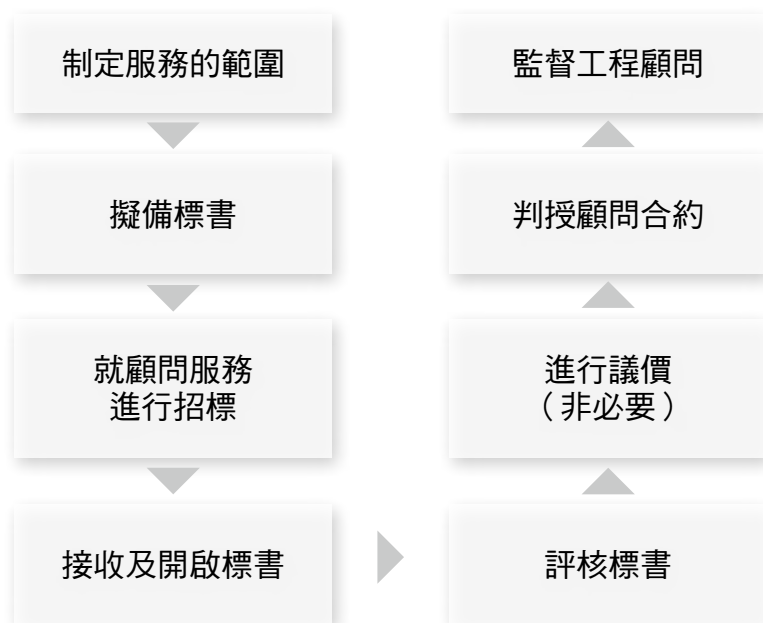 制定服務的範圍
擬備標書
就顧問服務
進行招標
接收及開啟標書
評核標書
進行議價
（非必要）
判授顧問合約
監督工程顧問